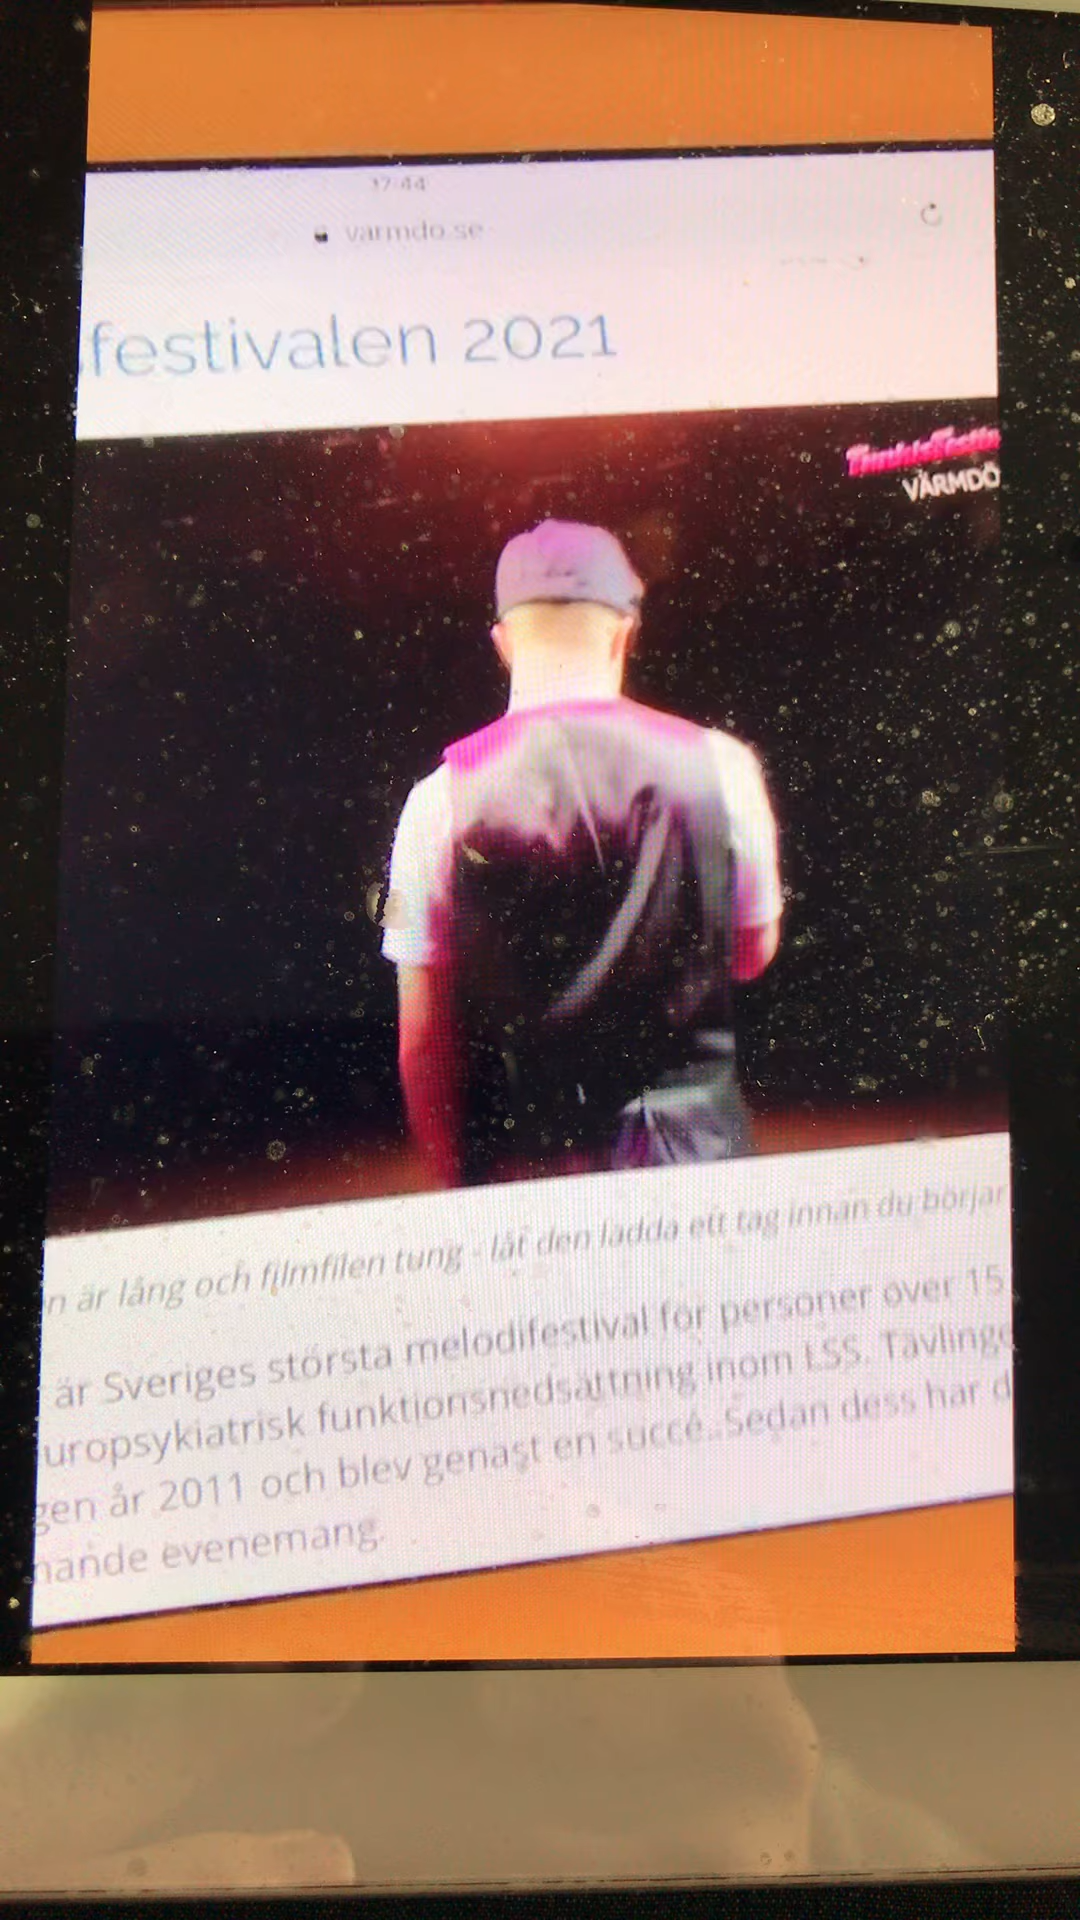 17:44
varmdo.se
festivalen 2021
VÄRMDÖ
n är lång och filmfilen tung - låt den ladda ett tag innan du börjar
är Sveriges största melodifestival för personer över 15
uropsykiatrisk funktionsnedsättning inom LSS. Tävlinge
gen år 2011 och blev genast en succé. Sedan dess har d
nande evenemang.